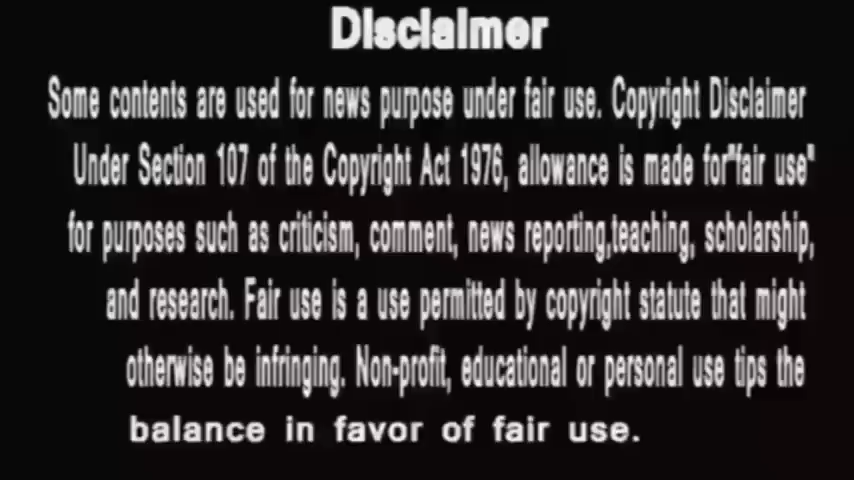 Disclaimer
Some contents are used for news purpose under fair use. Copyright Disclaimer
Under Section 107 of the Copyright Act 1976, allowance is made for"fair use"
for purposes such as criticism, comment, news reporting,teaching, scholarship,
and research. Fair use is a use permitted by copyright statute that might
otherwise be infringing. Non-profit, educational or personal use tips the
balance in favor of fair use.